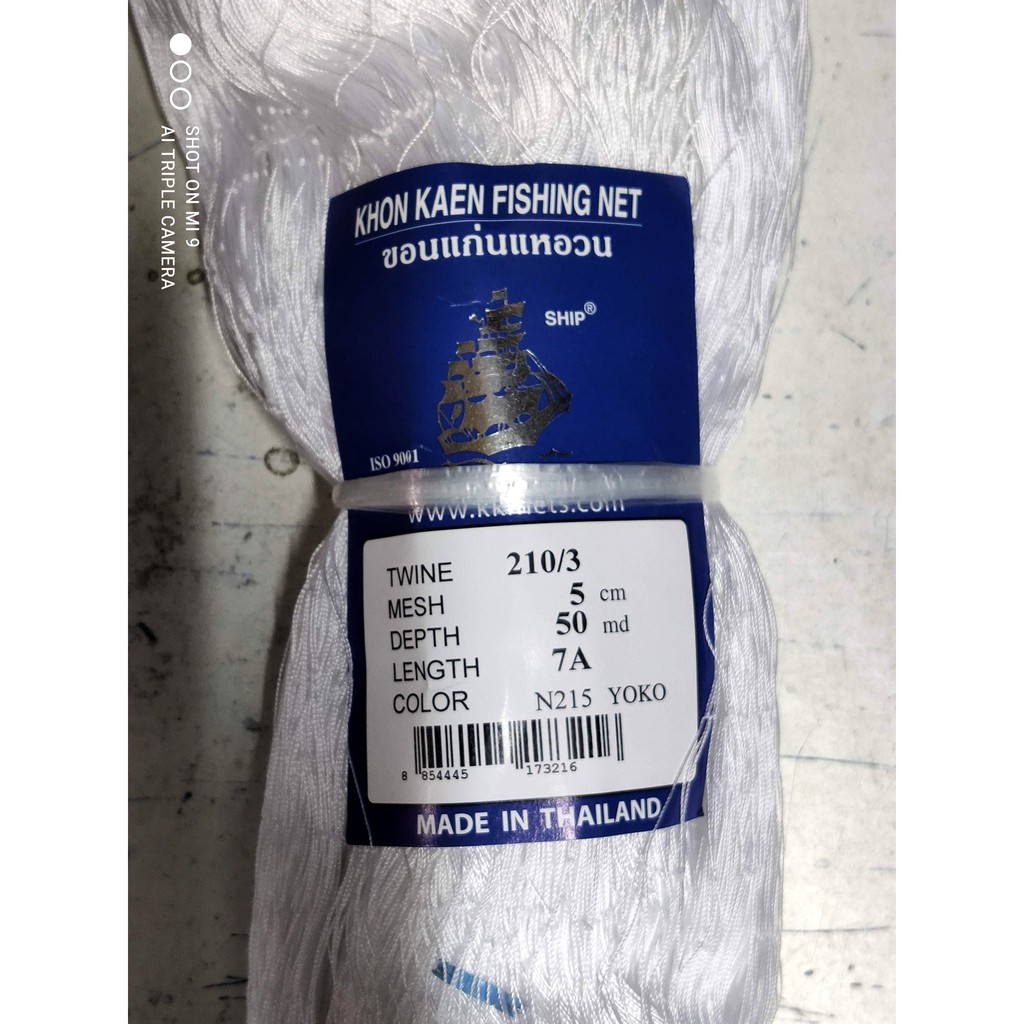 SHOT ON MI 9
AI TRIPLE CAMERA
KHON KAEN FISHING NET
ขอนแก่นแหอวน
SHIP®
ISO 9001
TWINE 210/3
MESH 5 cm
DEPTH 50 md
LENGTH 7A
COLOR N215 YOKO
8 854445 173216
MADE IN THAILAND